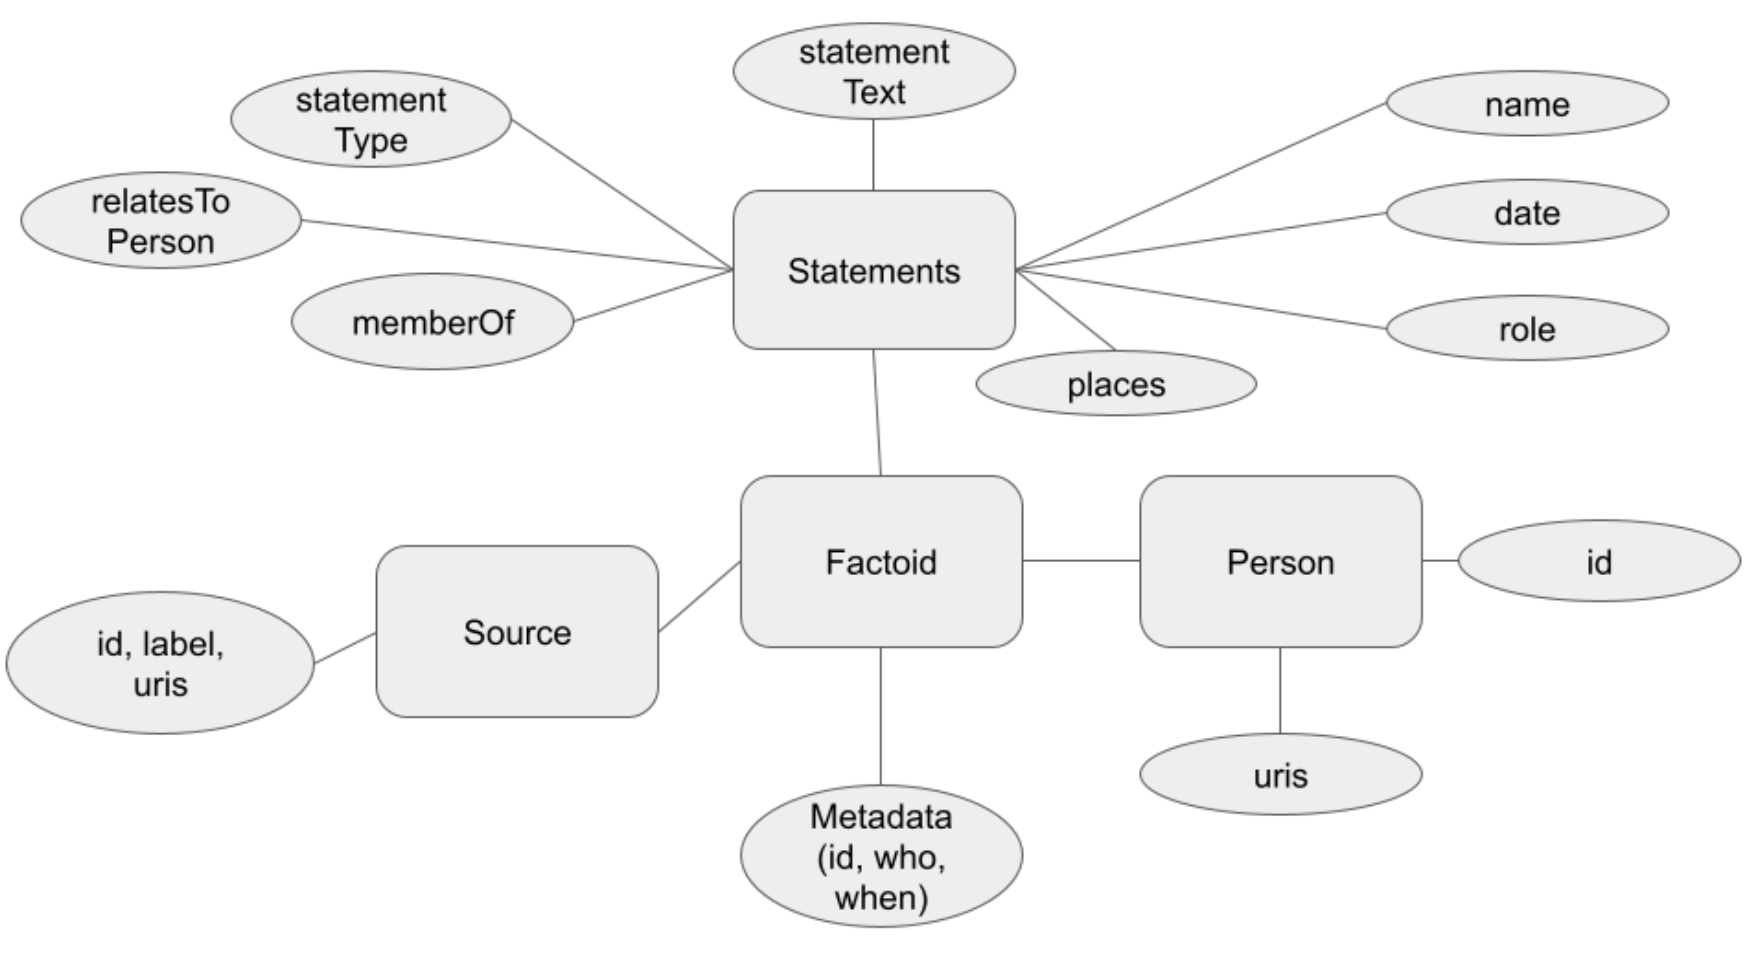 statement
Text
statement
Type
name
relatesTo
Person
date
Statements
memberOf
role
places
Factoid
Person
id
Source
id, label,
uris
uris
Metadata
(id, who,
when)